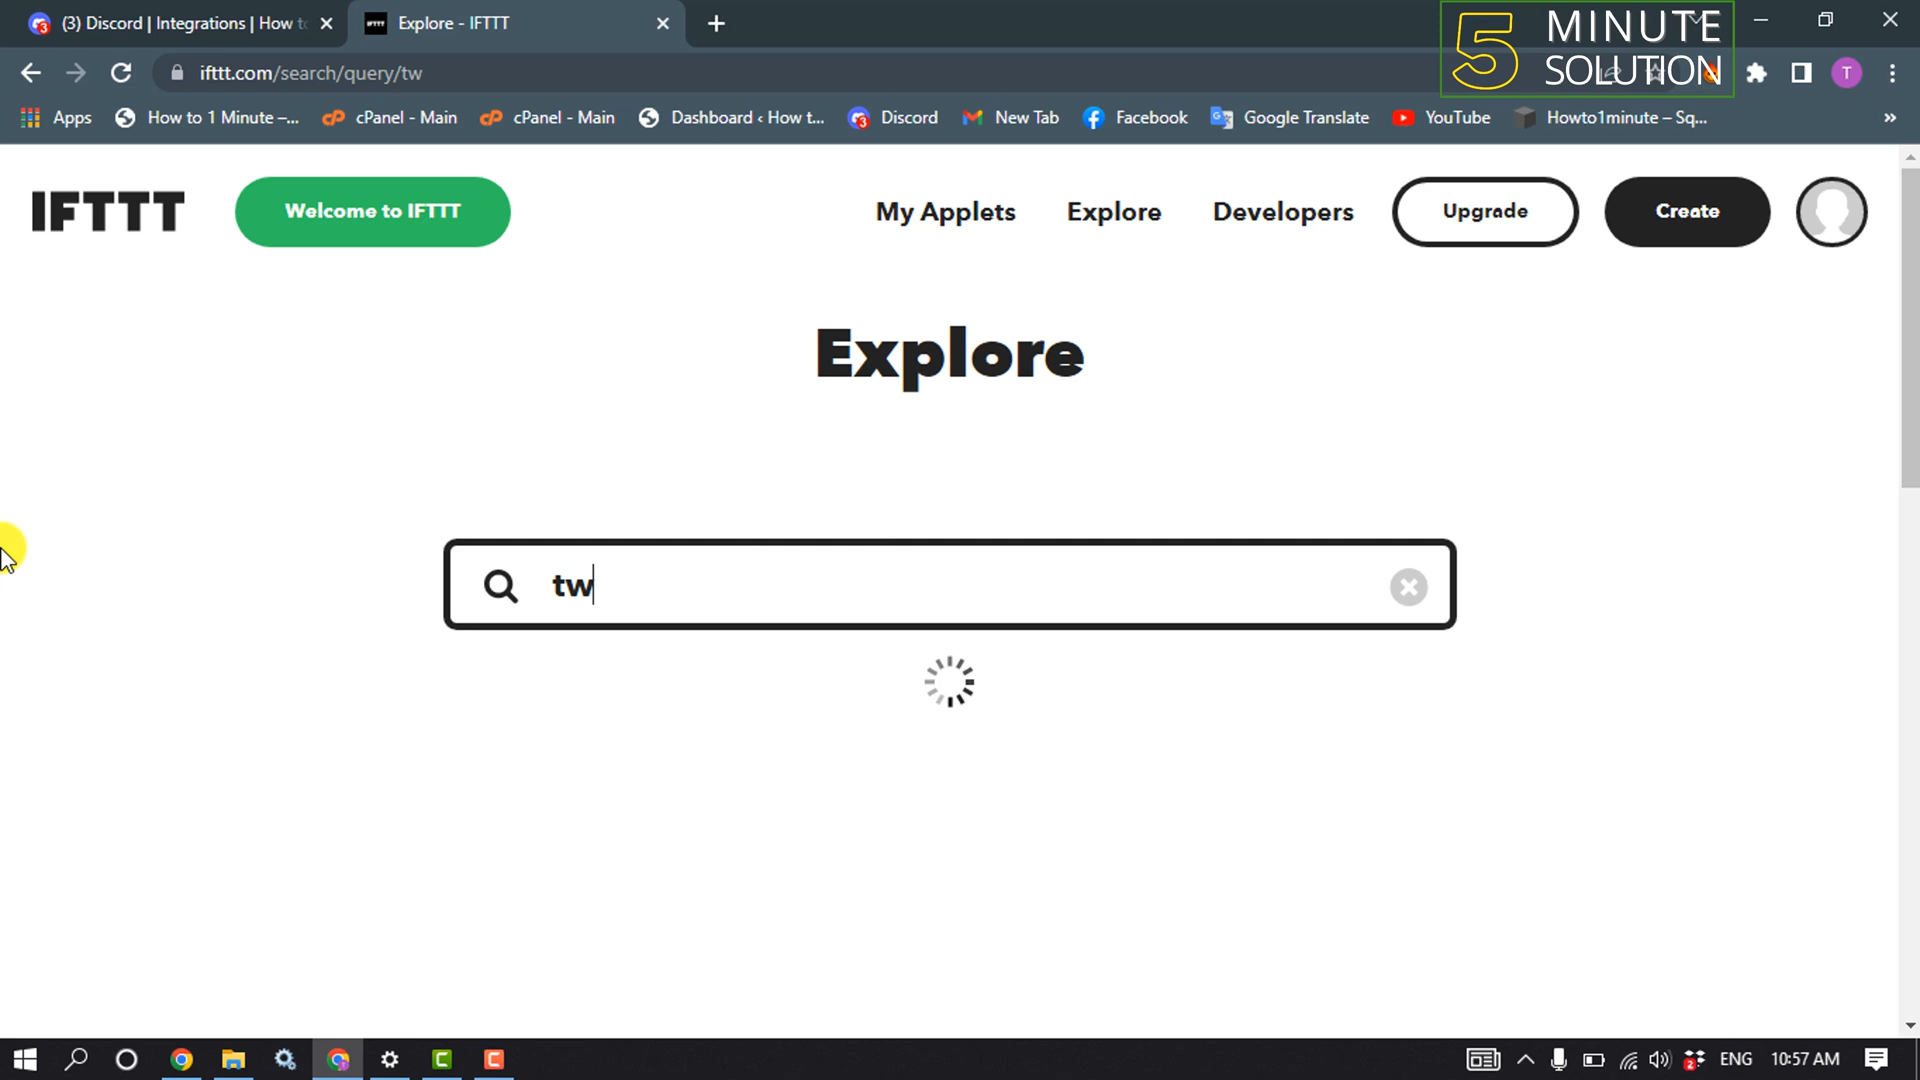 (3) Discord | Integrations | How to
Explore - IFTTT
5 MINUTE
SOLUTION
ifttt.com/search/query/tw
T
Apps
How to 1 Minute –...
cPanel - Main
cPanel - Main
Dashboard ‹ How t...
Discord
New Tab
Facebook
Google Translate
YouTube
Howto1minute – Sq...
»
IFTTT
Welcome to IFTTT
My Applets
Explore
Developers
Upgrade
Create
Explore
tw
ENG
10:57 AM